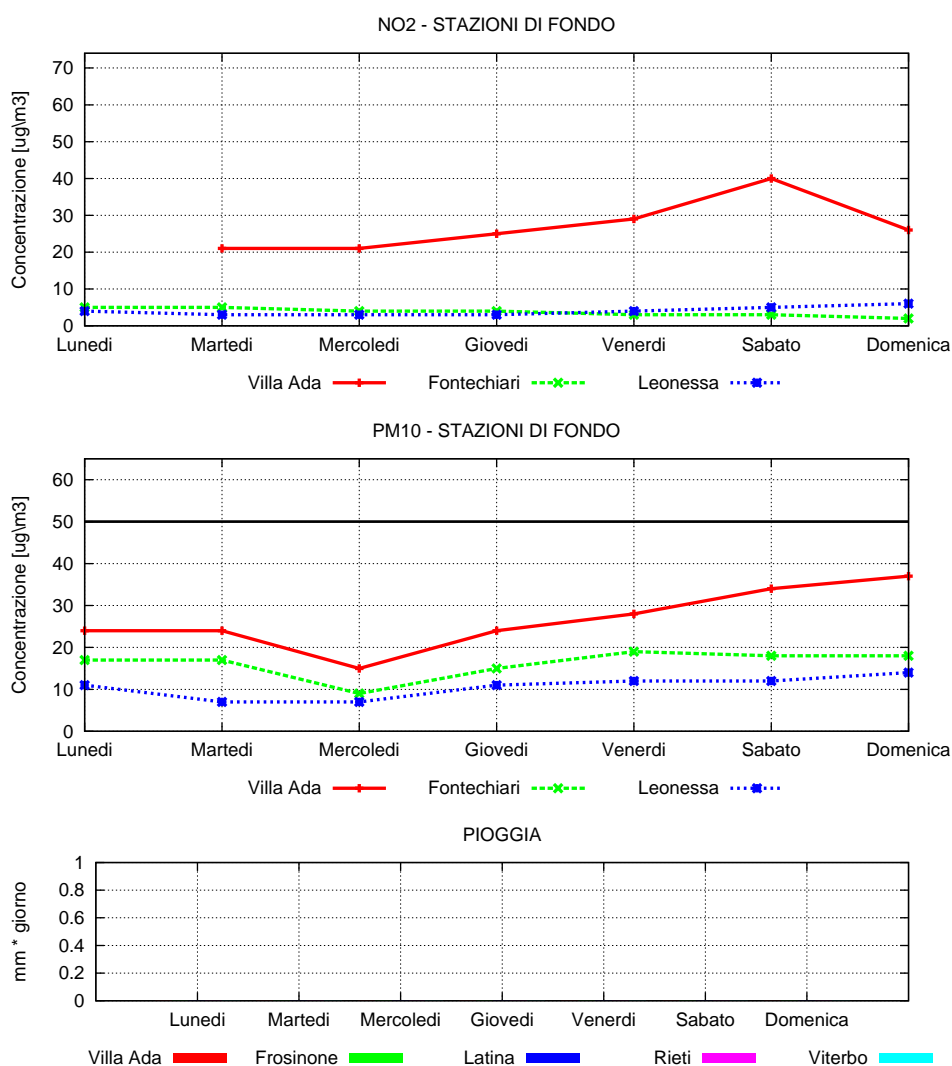 NO2 - STAZIONI DI FONDO
Concentrazione [ug\m3]
70
60
50
40
30
20
10
0
Lunedi Martedi Mercoledi Giovedi Venerdi Sabato Domenica
Villa Ada Fontechiari Leonessa
PM10 - STAZIONI DI FONDO
Concentrazione [ug\m3]
60
50
40
30
20
10
0
Lunedi Martedi Mercoledi Giovedi Venerdi Sabato Domenica
Villa Ada Fontechiari Leonessa
PIOGGIA
mm * giorno
1
0.8
0.6
0.4
0.2
0
Lunedi Martedi Mercoledi Giovedi Venerdi Sabato Domenica
Villa Ada Frosinone Latina Rieti Viterbo